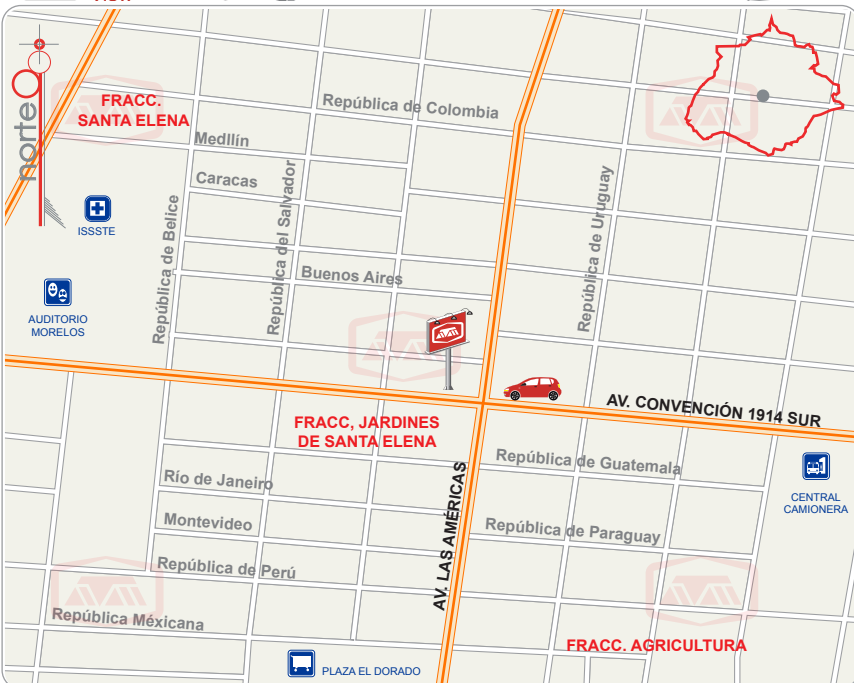 norte
FRACC.
SANTA ELENA
República de Colombia
Medllín
Caracas
ISSSTE
República de Belice
República del Salvador
República de Uruguay
Buenos Aires
AUDITORIO
MORELOS
AV. CONVENCIÓN 1914 SUR
FRACC, JARDINES
DE SANTA ELENA
República de Guatemala
Río de Janeiro
AV. LAS AMÉRICAS
CENTRAL
CAMIONERA
Montevideo
República de Paraguay
República de Perú
República Méxicana
FRACC. AGRICULTURA
PLAZA EL DORADO